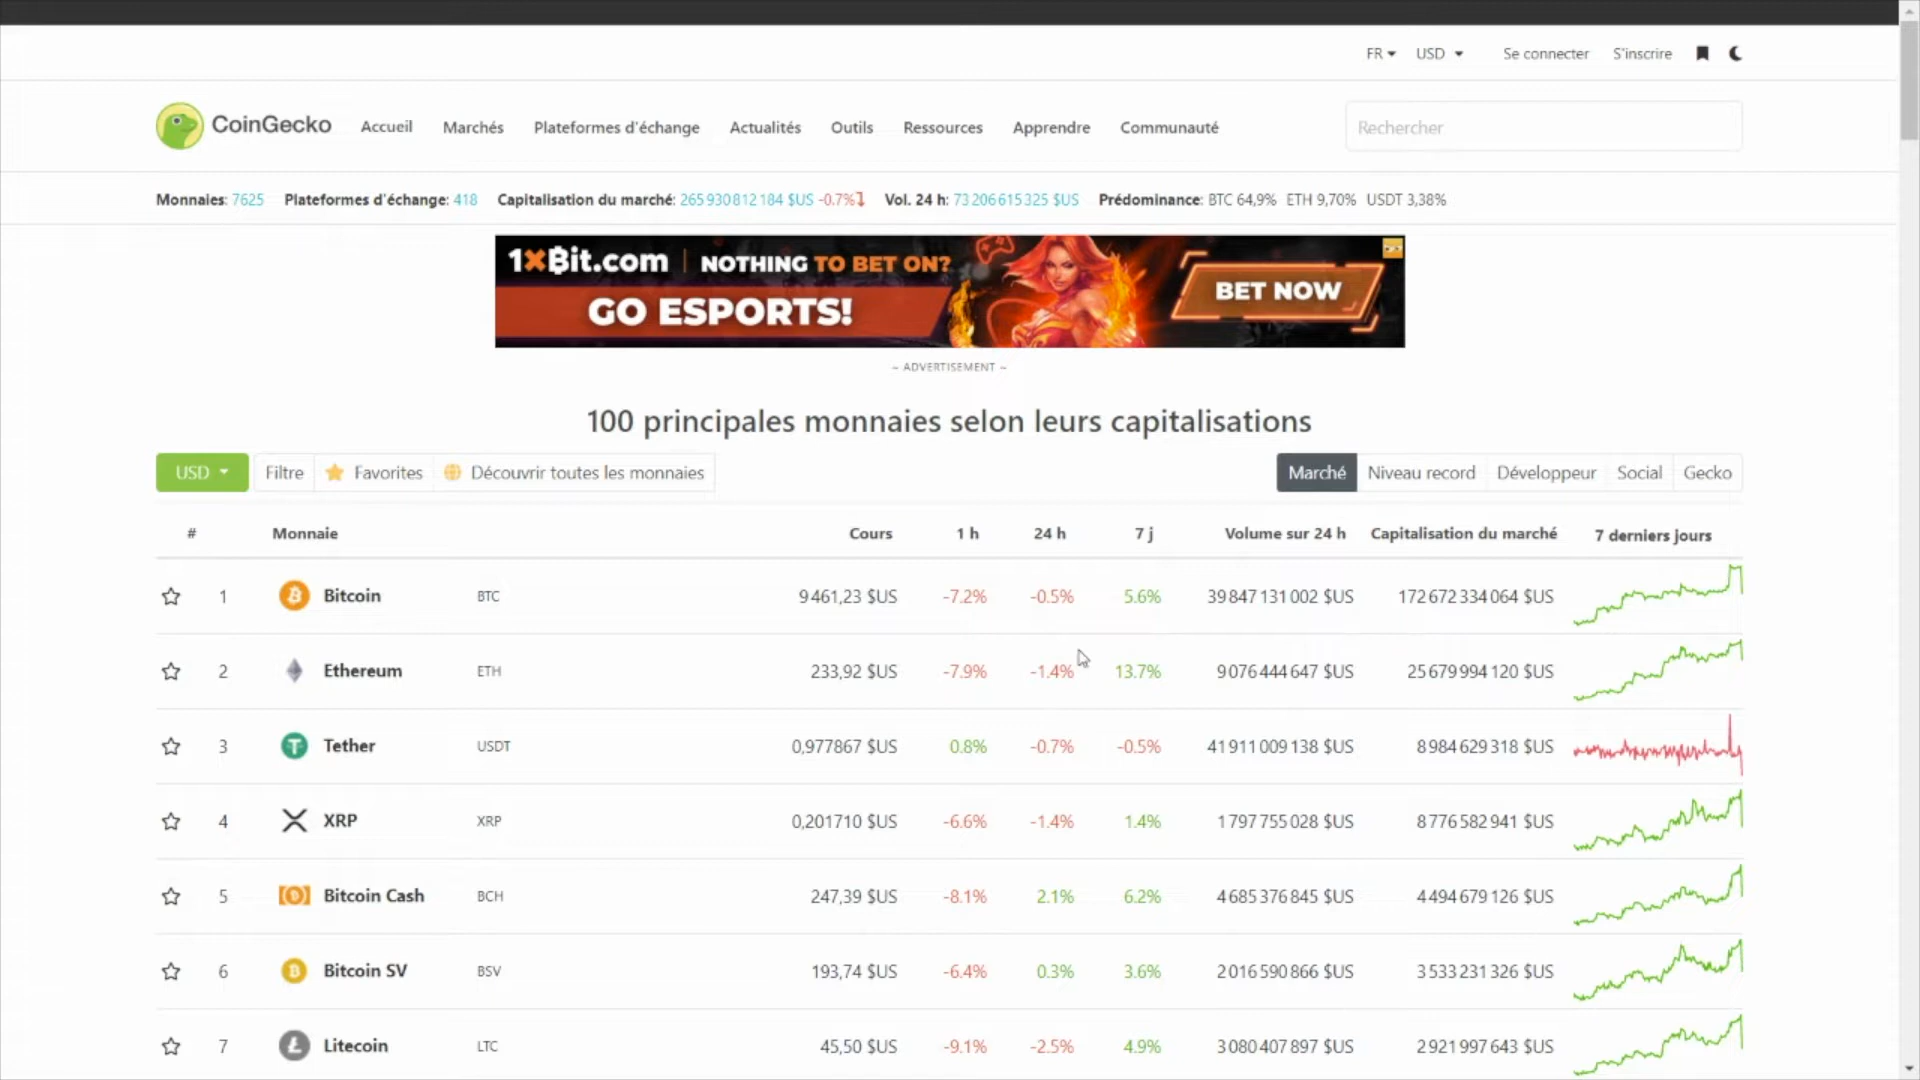 FR USD Se connecter S'inscrire
CoinGecko Accueil Marchés Plateformes d'échange Actualités Outils Ressources Apprendre Communauté Rechercher
Monnaies: 7625 Plateformes d'échange: 418 Capitalisation du marché: 265 930 812 184 $US -0.7% Vol. 24 h: 73 206 615 325 $US Prédominance: BTC 64,9% ETH 9,70% USDT 3,38%
1xBit.com | NOTHING TO BET ON?
GO ESPORTS!
BET NOW
~ ADVERTISEMENT ~
100 principales monnaies selon leurs capitalisations
USD Filtre Favorites Découvrir toutes les monnaies Marché Niveau record Développeur Social Gecko
# Monnaie Cours 1 h 24 h 7 j Volume sur 24 h Capitalisation du marché 7 derniers jours
1 Bitcoin BTC 9 461,23 $US -7.2% -0.5% 5.6% 39 847 131 002 $US 172 672 334 064 $US
2 Ethereum ETH 233,92 $US -7.9% -1.4% 13.7% 9 076 444 647 $US 25 679 994 120 $US
3 Tether USDT 0,977867 $US 0.8% -0.7% -0.5% 41 911 009 138 $US 8 984 629 318 $US
4 XRP XRP 0,201710 $US -6.6% -1.4% 1.4% 1 797 755 028 $US 8 776 582 941 $US
5 Bitcoin Cash BCH 247,39 $US -8.1% 2.1% 6.2% 4 685 376 845 $US 4 494 679 126 $US
6 Bitcoin SV BSV 193,74 $US -6.4% 0.3% 3.6% 2 016 590 866 $US 3 533 231 326 $US
7 Litecoin LTC 45,50 $US -9.1% -2.5% 4.9% 3 080 407 897 $US 2 921 997 643 $US